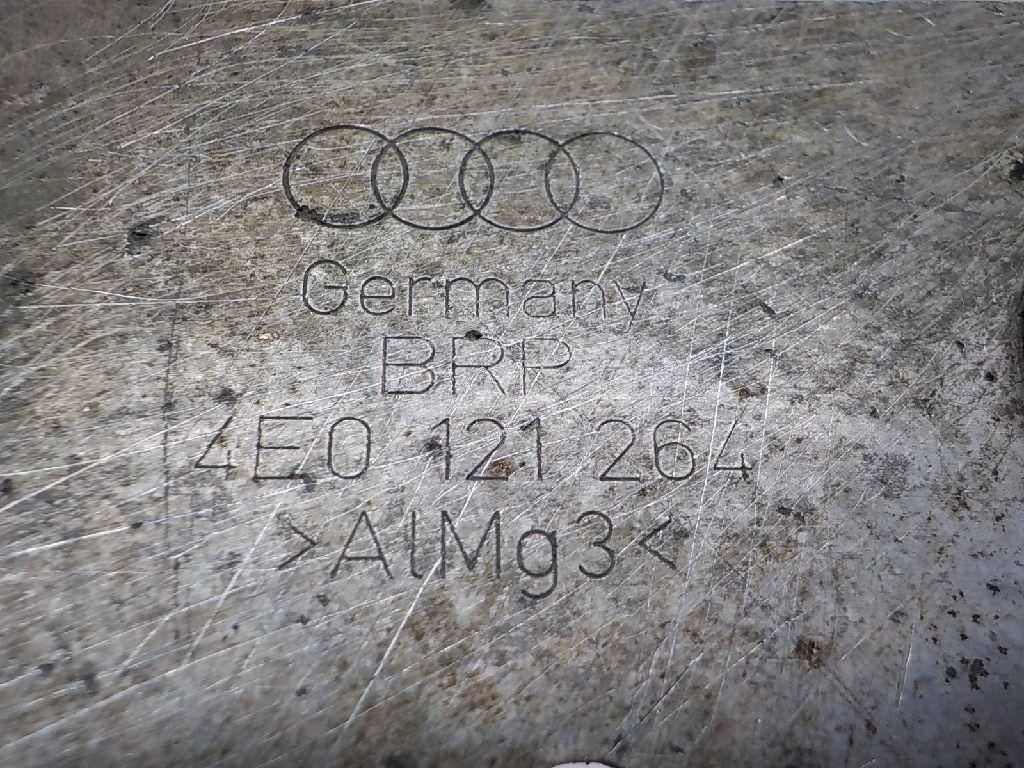 Germany
BRP
4E0 121 264
>AlMg3<